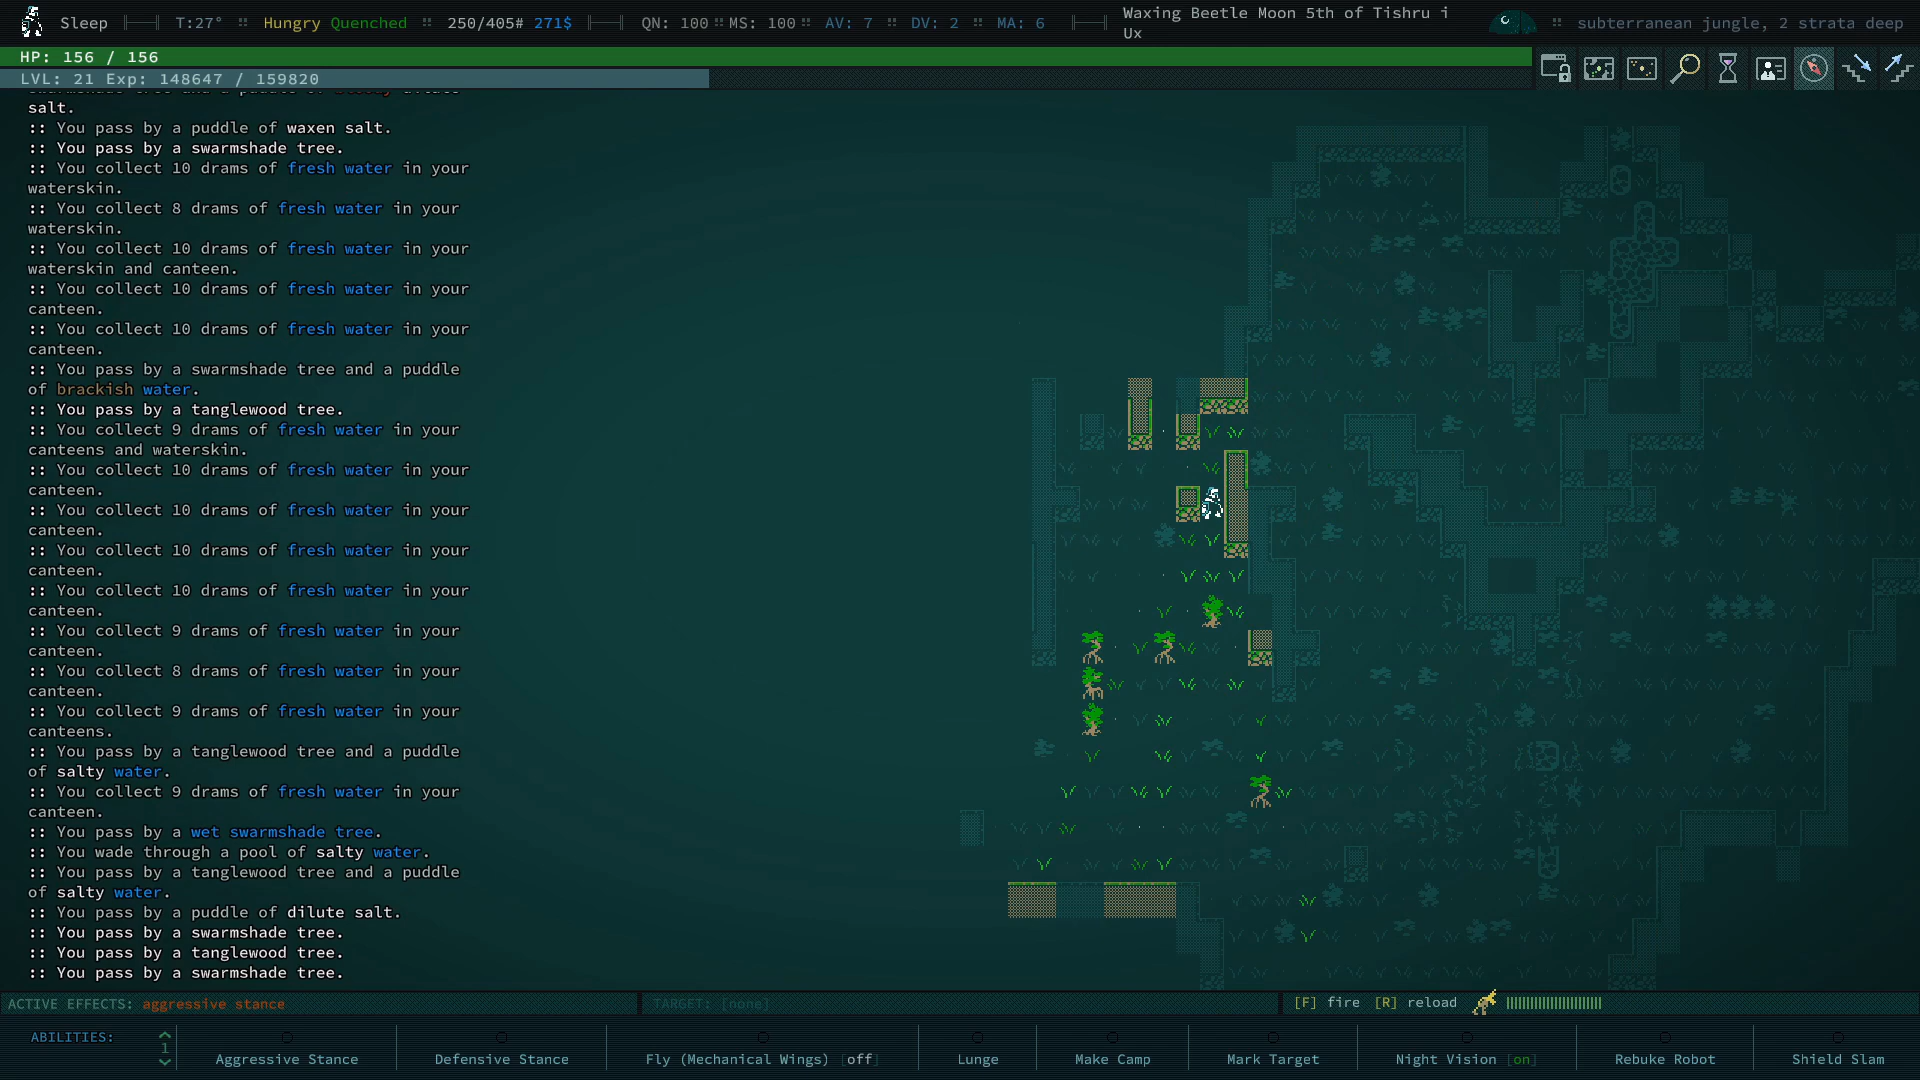 Sleep T:27° :: Hungry Quenched :: 250/405# 271$ QN: 100 :: MS: 100 :: AV: 7 :: DV: 2 :: MA: 6 Waxing Beetle Moon 5th of Tishru i :: subterranean jungle, 2 strata deep
Ux
HP: 156 / 156
LVL: 21 Exp: 148647 / 159820
salt.
:: You pass by a puddle of waxen salt.
:: You pass by a swarmshade tree.
:: You collect 10 drams of fresh water in your
waterskin.
:: You collect 8 drams of fresh water in your
waterskin.
:: You collect 10 drams of fresh water in your
waterskin and canteen.
:: You collect 10 drams of fresh water in your
canteen.
:: You collect 10 drams of fresh water in your
canteen.
:: You pass by a swarmshade tree and a puddle
of brackish water.
:: You pass by a tanglewood tree.
:: You collect 9 drams of fresh water in your
canteens and waterskin.
:: You collect 10 drams of fresh water in your
canteen.
:: You collect 10 drams of fresh water in your
canteen.
:: You collect 10 drams of fresh water in your
canteen.
:: You collect 10 drams of fresh water in your
canteen.
:: You collect 9 drams of fresh water in your
canteen.
:: You collect 8 drams of fresh water in your
canteen.
:: You collect 9 drams of fresh water in your
canteens.
:: You pass by a tanglewood tree and a puddle
of salty water.
:: You collect 9 drams of fresh water in your
canteen.
:: You pass by a wet swarmshade tree.
:: You wade through a pool of salty water.
:: You pass by a tanglewood tree and a puddle
of salty water.
:: You pass by a puddle of dilute salt.
:: You pass by a swarmshade tree.
:: You pass by a tanglewood tree.
:: You pass by a swarmshade tree.
ACTIVE EFFECTS: aggressive stance TARGET: [none] [F] fire [R] reload
ABILITIES: 1
Aggressive Stance Defensive Stance Fly (Mechanical Wings) [off] Lunge Make Camp Mark Target Night Vision [on] Rebuke Robot Shield Slam